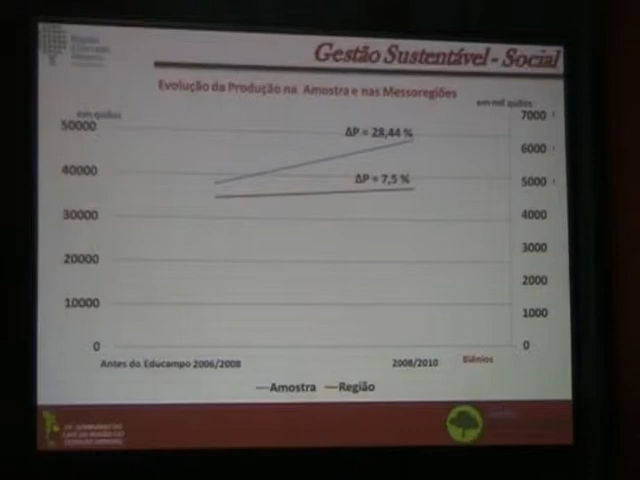 Região
Educampo
Gestão Sustentável - Social
Evolução da Produção na Amostra e nas Messoregiões
em quilos
em mil quilos
50000
7000
ΔP = 28,44 %
6000
40000
ΔP = 7,5 %
5000
30000
4000
3000
20000
2000
10000
1000
0
0
Antes do Educampo 2006/2008
2008/2010
Biênios
Amostra
Região